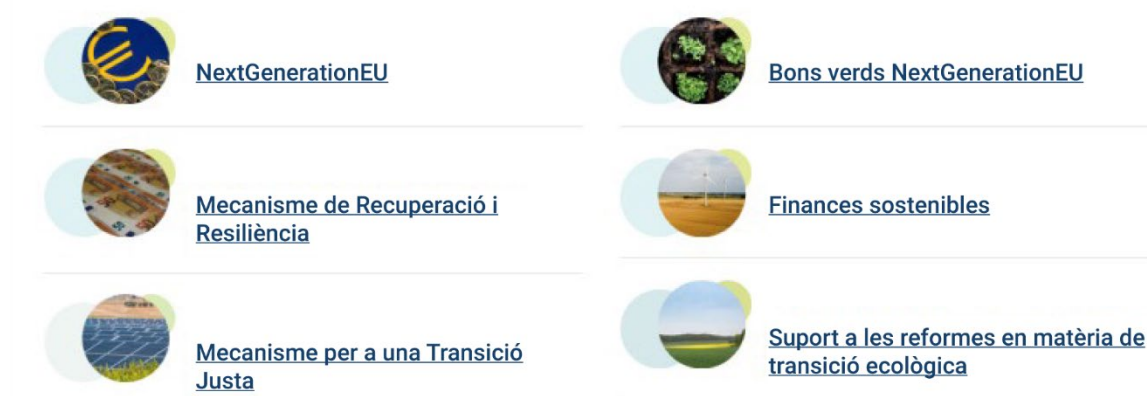 NextGenerationEU
Bons verds NextGenerationEU
Mecanisme de Recuperació i
Resiliència
Finances sostenibles
Mecanisme per a una Transició
Justa
Suport a les reformes en matèria de
transició ecològica